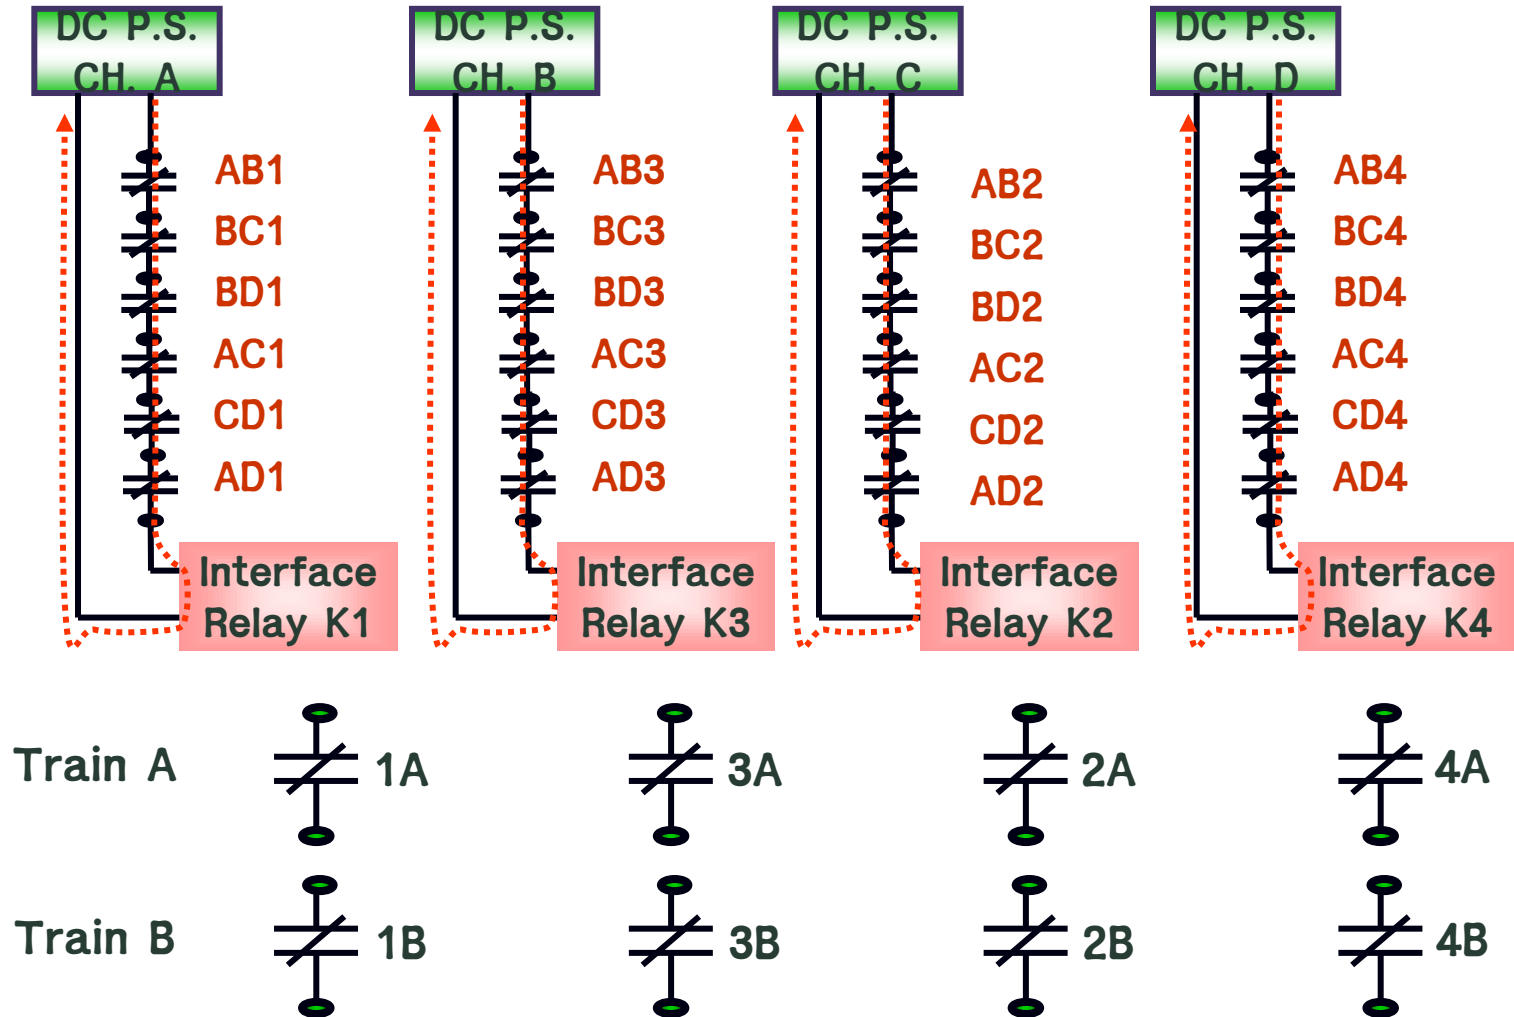 DC P.S.
CH. A
DC P.S.
CH. B
DC P.S.
CH. C
DC P.S.
CH. D
AB1
BC1
BD1
AC1
CD1
AD1
Interface
Relay K1
AB3
BC3
BD3
AC3
CD3
AD3
Interface
Relay K3
AB2
BC2
BD2
AC2
CD2
AD2
Interface
Relay K2
AB4
BC4
BD4
AC4
CD4
AD4
Interface
Relay K4
Train A
1A
3A
2A
4A
Train B
1B
3B
2B
4B